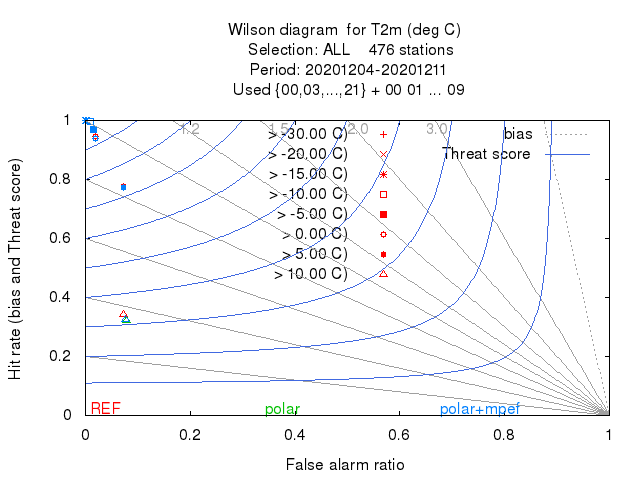 Wilson diagram  for T2m (deg C)
Selection: ALL    476 stations
Period: 20201204-20201211
Used {00,03,...,21} + 00 01 ... 09
Hit rate (bias and Threat score)
1
0.8
0.6
0.4
0.2
0
1.2
1.5
2.0
3.0
> -30.00 C)
> -20.00 C)
> -15.00 C)
> -10.00 C)
> -5.00 C)
> 0.00 C)
> 5.00 C)
> 10.00 C)
bias
Threat score
REF
polar
polar+mpef
0
0.2
0.4
0.6
0.8
1
False alarm ratio